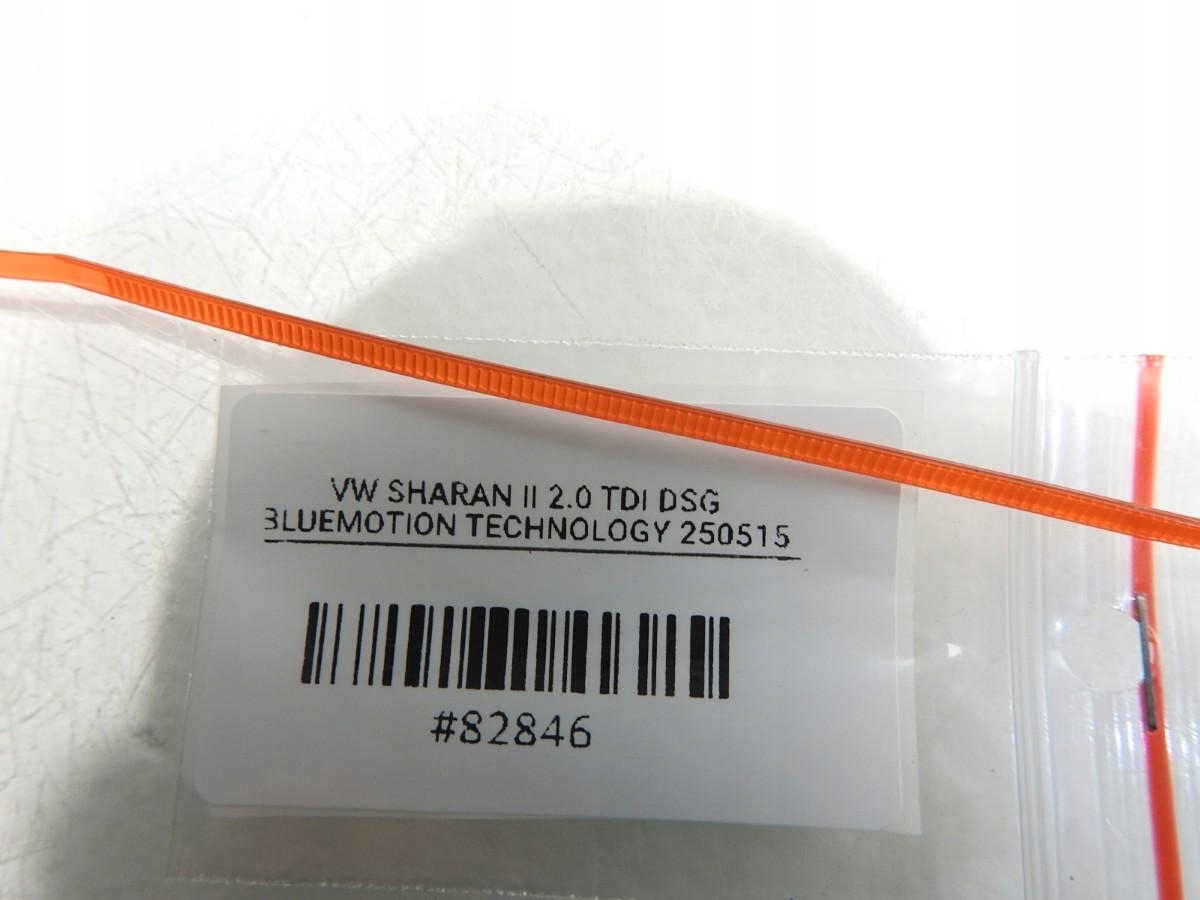 VW SHARAN II 2.0 TDI DSG
BLUEMOTION TECHNOLOGY 250515
#82846